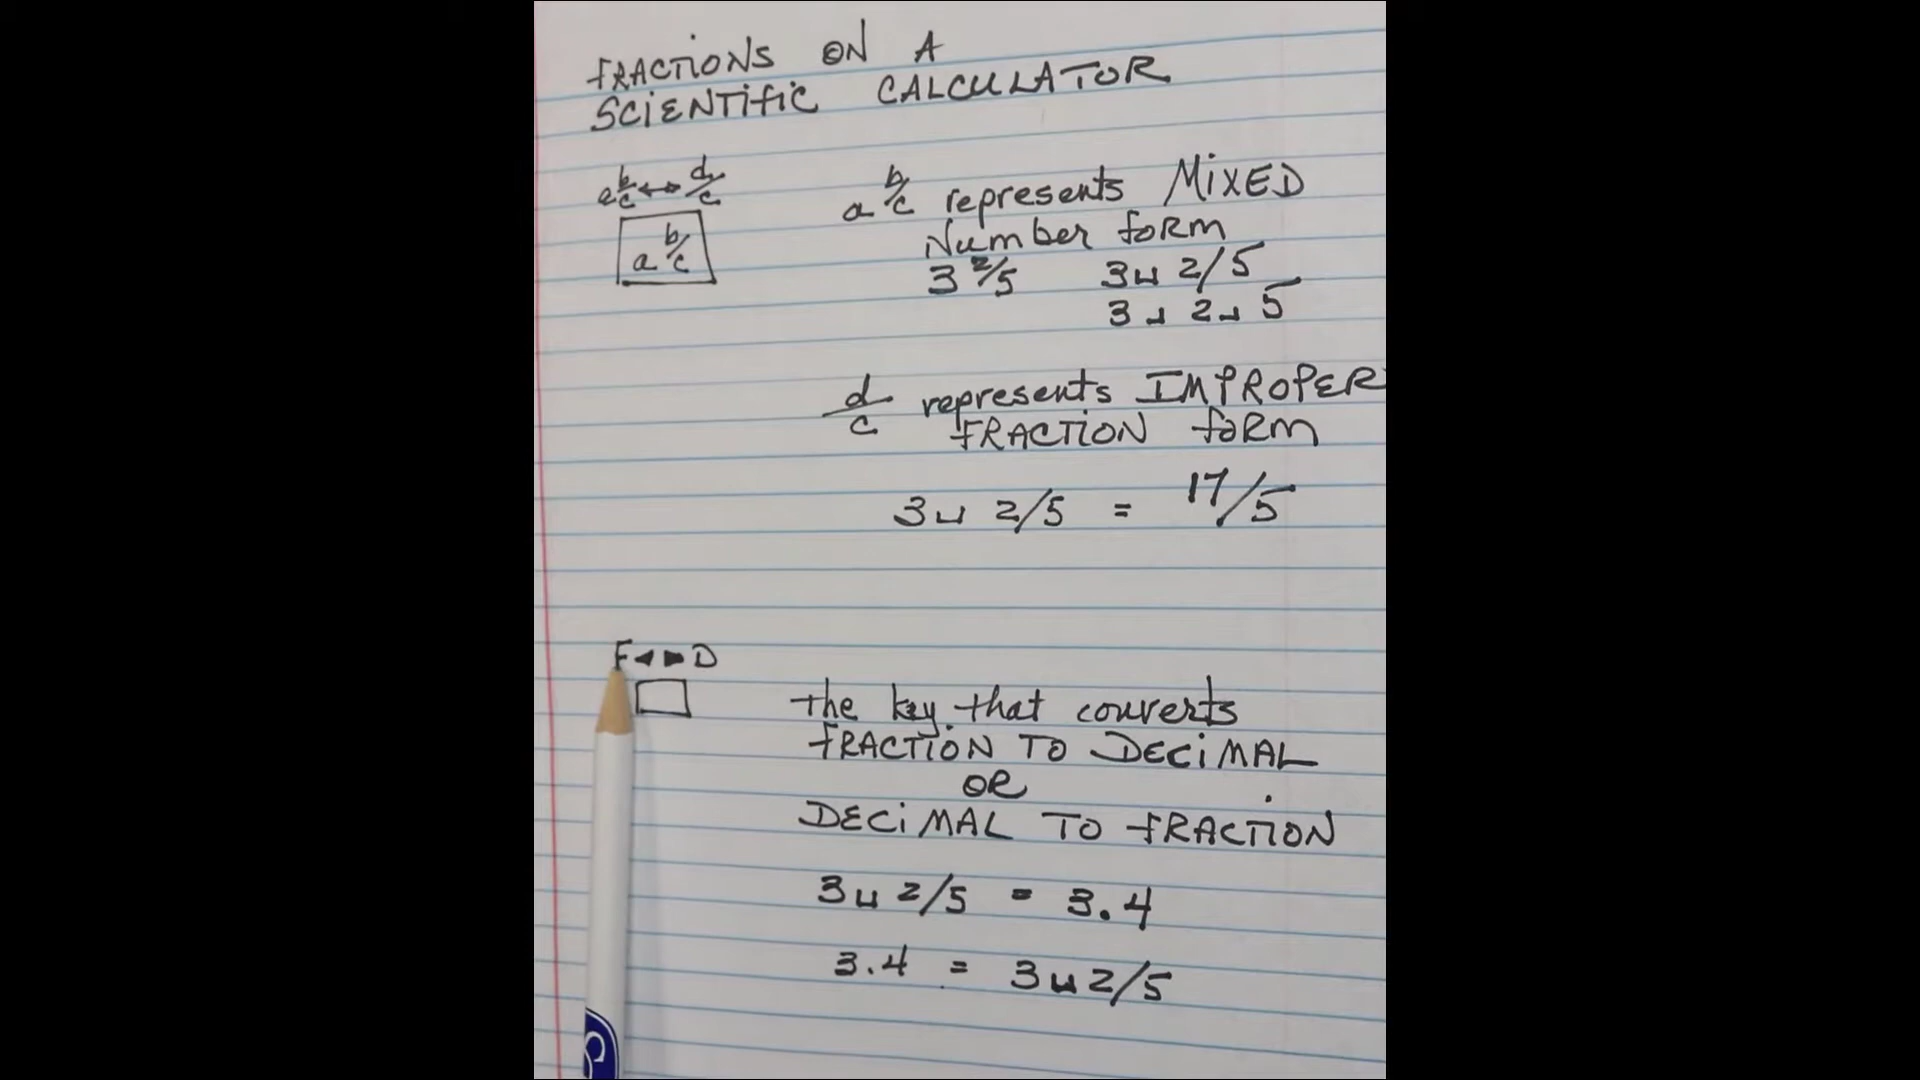 FRACTIONS ON A
SCIENTIFIC CALCULATOR
a b/c ↔ d/c
a b/c
a b/c represents MIXED
Number form
3 2/5 3⊔ 2/5
3 ⌟ 2 ⌟ 5
d/c represents IMPROPER
FRACTION form
3⊔ 2/5 = 17/5
F◄►D
the key that converts
FRACTION TO DECIMAL
OR
DECIMAL TO FRACTION
3⊔2/5 = 3.4
3.4 = 3⊔2/5